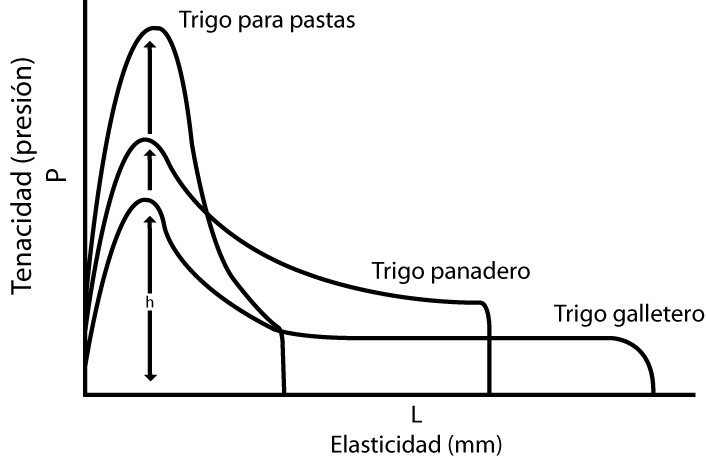 Trigo para pastas
Tenacidad (presión)
P
h
Trigo panadero
Trigo galletero
L
Elasticidad (mm)